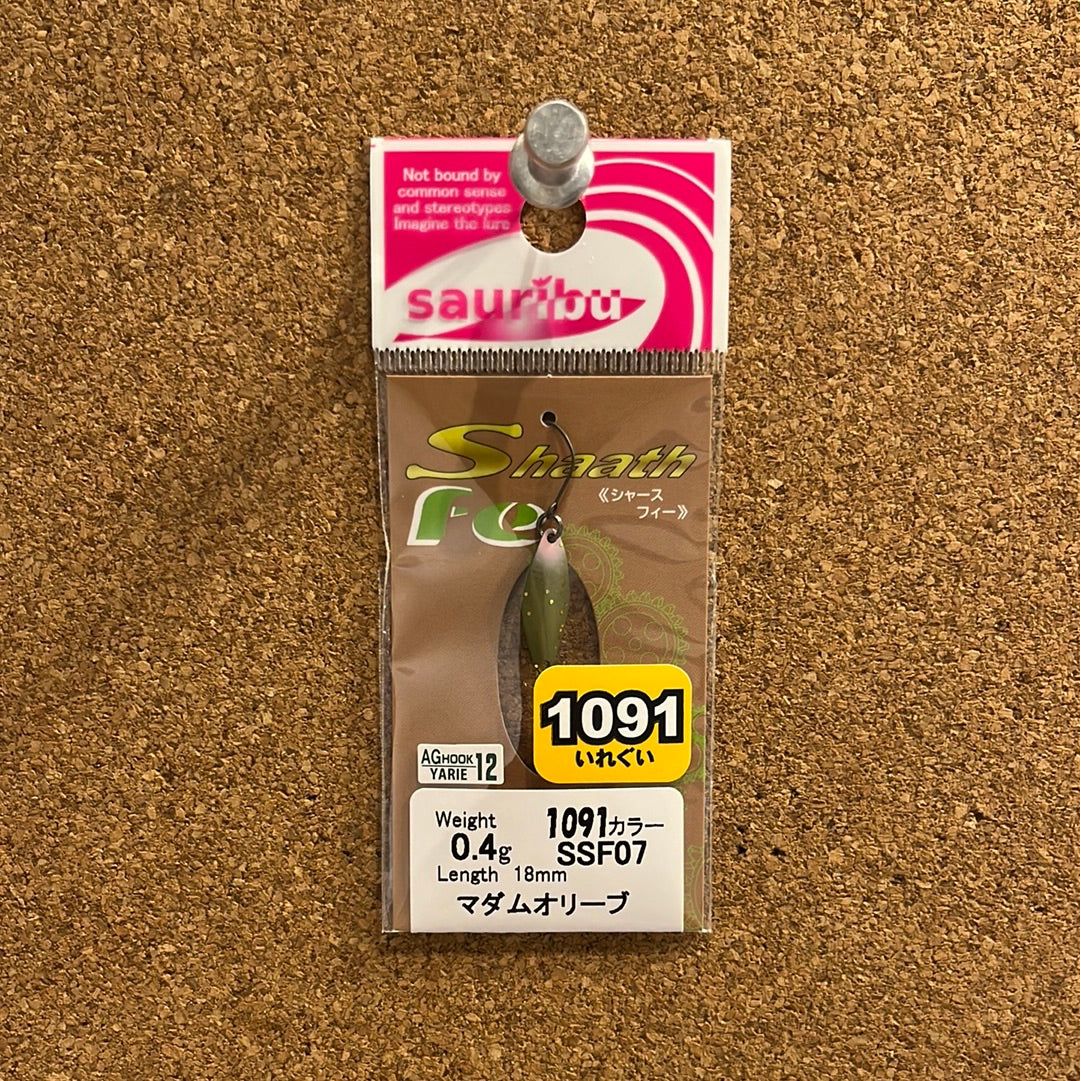 Not bound by
common sense
and stereotypes
Imagine the lure
sauribu
Shaath
Fe
《シャース
フィー》
1091
いれぐい
AG HOOK
YARIE 12
Weight
0.4g
1091カラー
SSF07
Length 18mm
マダムオリーブ